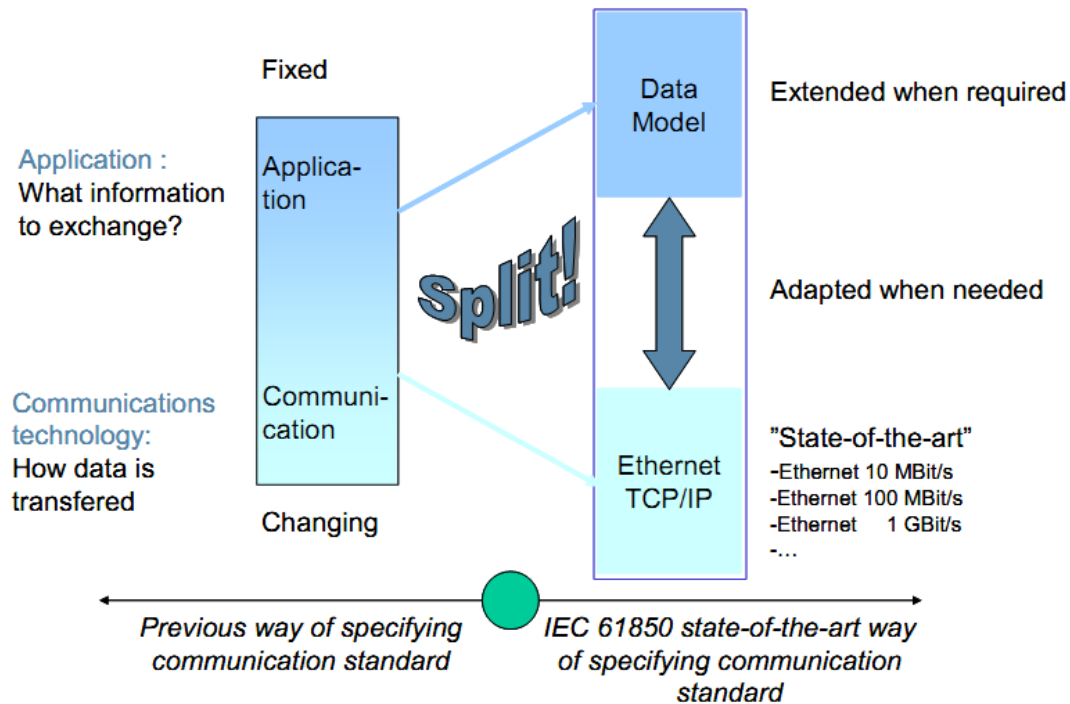 Fixed
Application :
What information
to exchange?
Applica-
tion
Communications
technology:
How data is
transfered
Communi-
cation
Changing
Split!
Data
Model
Extended when required
Adapted when needed
Ethernet
TCP/IP
"State-of-the-art"
-Ethernet 10 MBit/s
-Ethernet 100 MBit/s
-Ethernet 1 GBit/s
-...
Previous way of specifying
communication standard
IEC 61850 state-of-the-art way
of specifying communication
standard